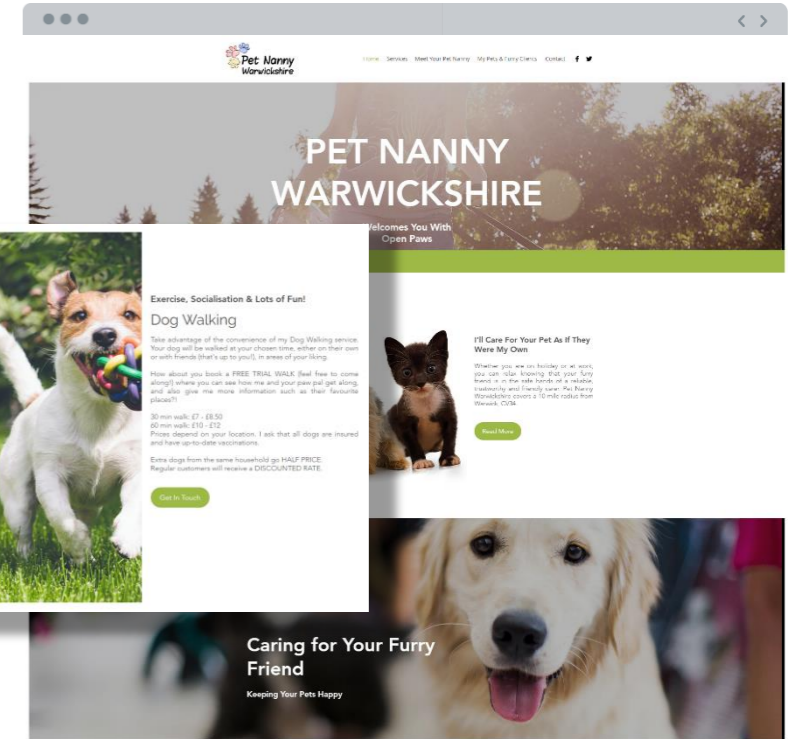 Pet Nanny
Warwickshire
Home Services Meet Your Pet Nanny My Pets & Furry Clients Contact
PET NANNY
WARWICKSHIRE
Welcomes You With
Open Paws
Exercise, Socialisation & Lots of Fun!
Dog Walking
Take advantage of the convenience of my Dog Walking service.
Your dog will be walked at your chosen time, either on their own
or with friends (that's up to you!), in areas of your liking.
How about you book a FREE TRIAL WALK (feel free to come
along!) where you can see how me and your paw pal get along,
and also give me more information such as their favourite
places?!
30 min walk: £7 - £8.50
60 min walk: £10 - £12
Prices depend on your location. I ask that all dogs are insured
and have up-to-date vaccinations.
Extra dogs from the same household go HALF PRICE.
Regular customers will receive a DISCOUNTED RATE.
Get In Touch
I'll Care For Your Pet As If They
Were My Own
Whether you are on holiday or at work,
you can relax knowing that your furry
friend is in the safe hands of a reliable,
trustworthy and friendly carer. Pet Nanny
Warwickshire covers a 10 mile radius from
Warwick, CV34.
Read More
Caring for Your Furry
Friend
Keeping Your Pets Happy